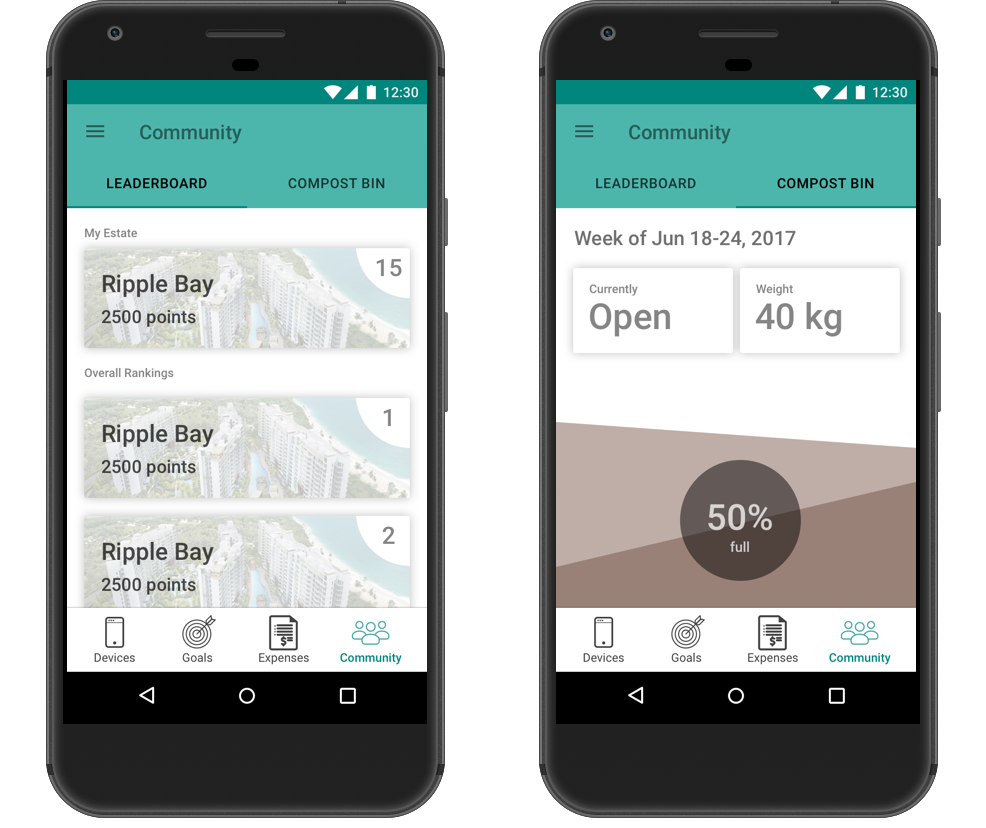 12:30
Community
LEADERBOARD COMPOST BIN
My Estate
15
Ripple Bay
2500 points
Overall Rankings
1
Ripple Bay
2500 points
2
Ripple Bay
2500 points
Devices Goals Expenses Community
12:30
Community
LEADERBOARD COMPOST BIN
Week of Jun 18-24, 2017
Currently
Open
Weight
40 kg
50%
full
Devices Goals Expenses Community